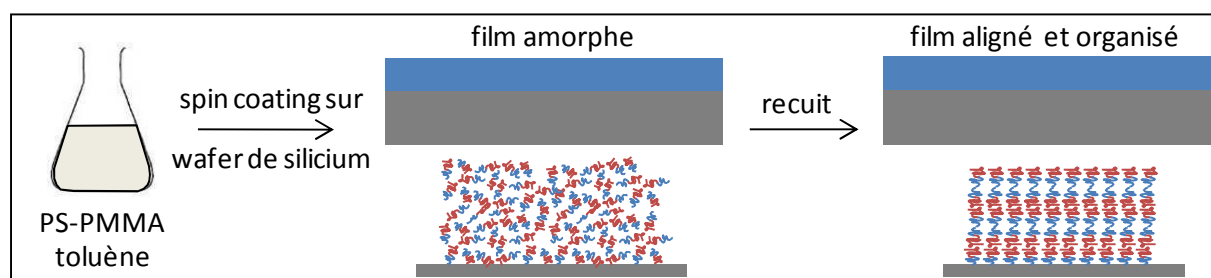 PS-PMMA
toluène
spin coating sur
wafer de silicium
film amorphe
recuit
film aligné et organisé